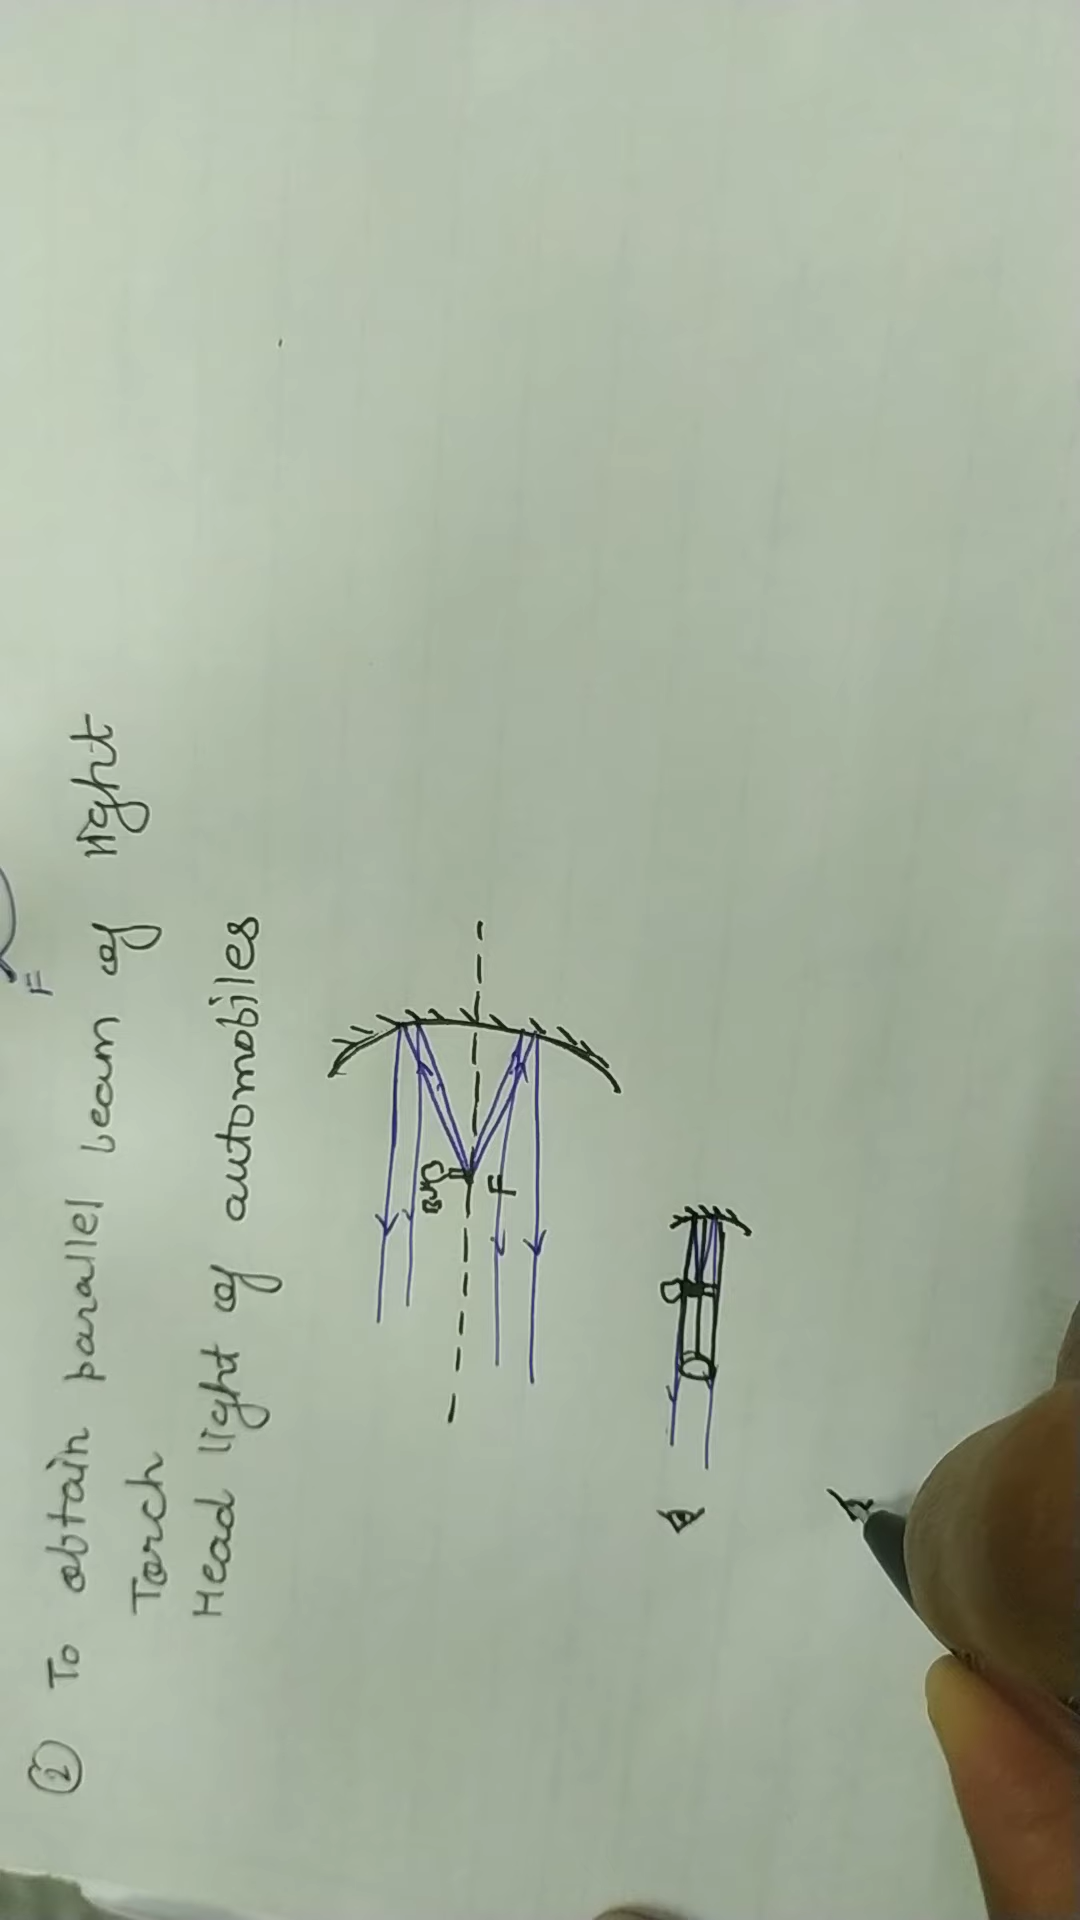 F
② To obtain parallel beam of light
Torch
Head light of automobiles
F